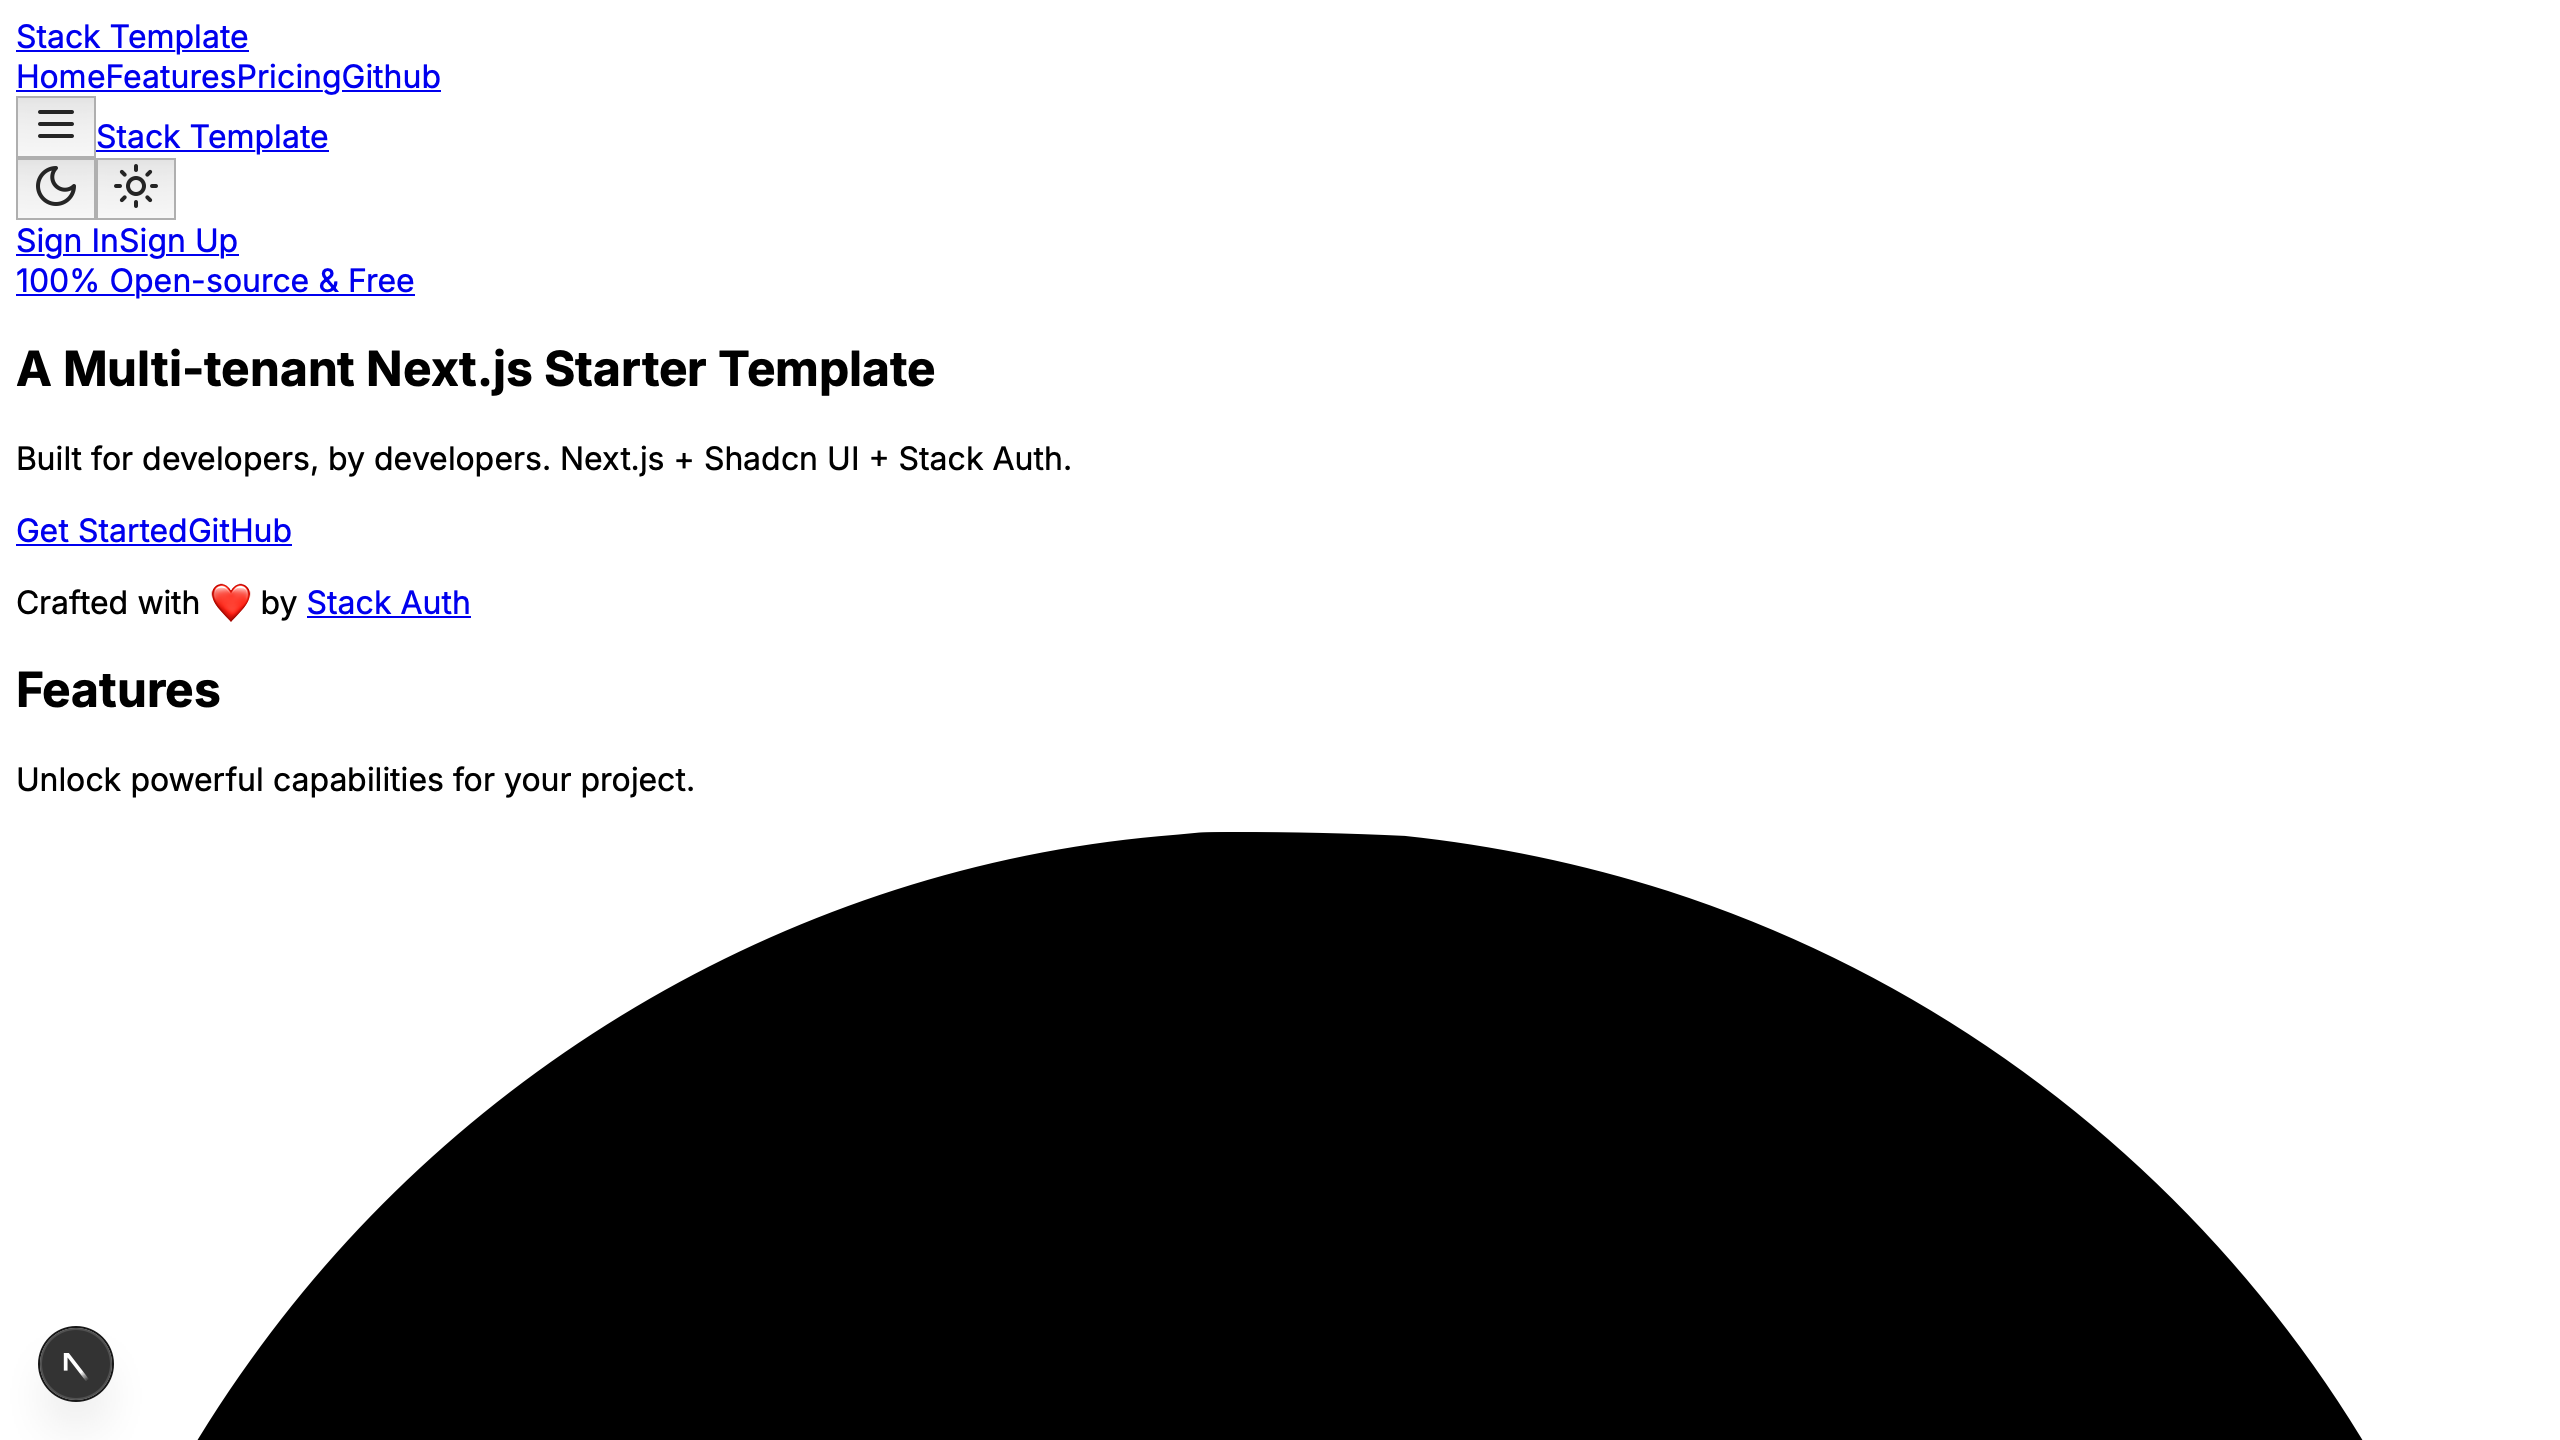 Stack Template
HomeFeaturesPricingGithub
Stack Template
Sign InSign Up
100% Open-source & Free
A Multi-tenant Next.js Starter Template
Built for developers, by developers. Next.js + Shadcn UI + Stack Auth.
Get StartedGitHub
Crafted with ❤️ by Stack Auth
Features
Unlock powerful capabilities for your project.